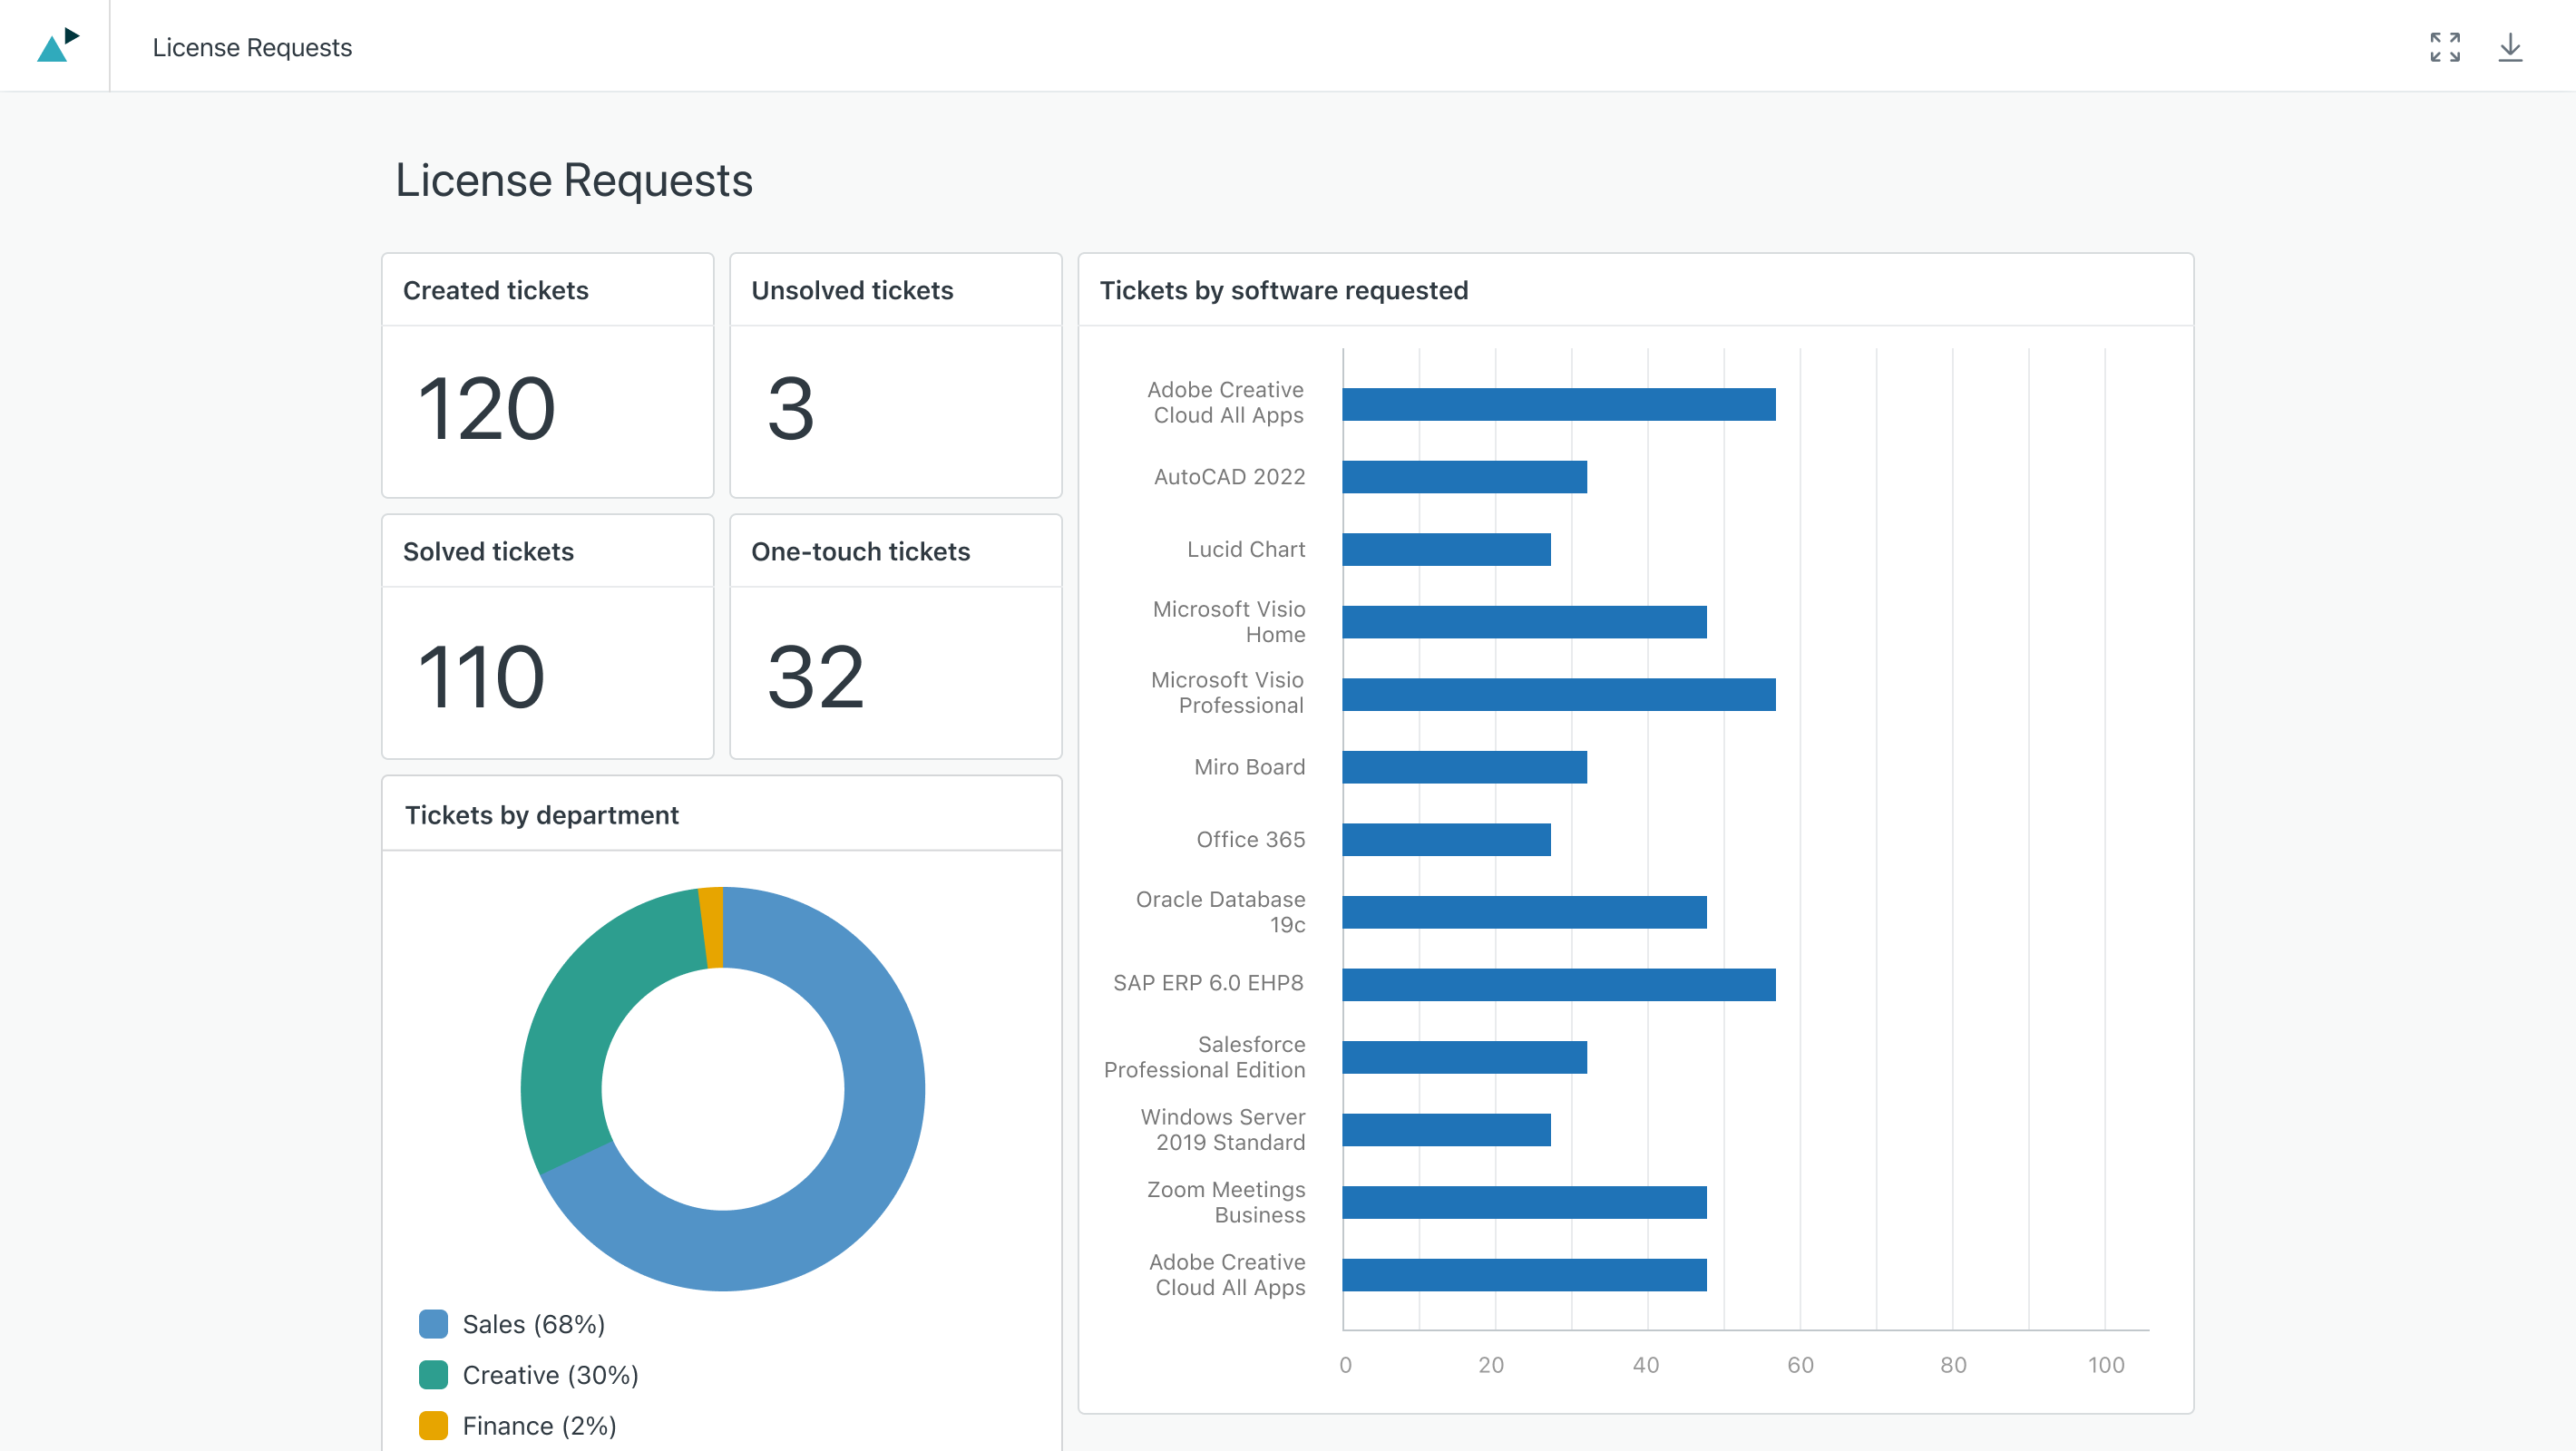 License Requests
License Requests
Created tickets
120
Unsolved tickets
3
Solved tickets
110
One-touch tickets
32
Tickets by department
Sales (68%)
Creative (30%)
Finance (2%)
Tickets by software requested
Adobe Creative
Cloud All Apps
AutoCAD 2022
Lucid Chart
Microsoft Visio
Home
Microsoft Visio
Professional
Miro Board
Office 365
Oracle Database
19c
SAP ERP 6.0 EHP8
Salesforce
Professional Edition
Windows Server
2019 Standard
Zoom Meetings
Business
Adobe Creative
Cloud All Apps
0 20 40 60 80 100